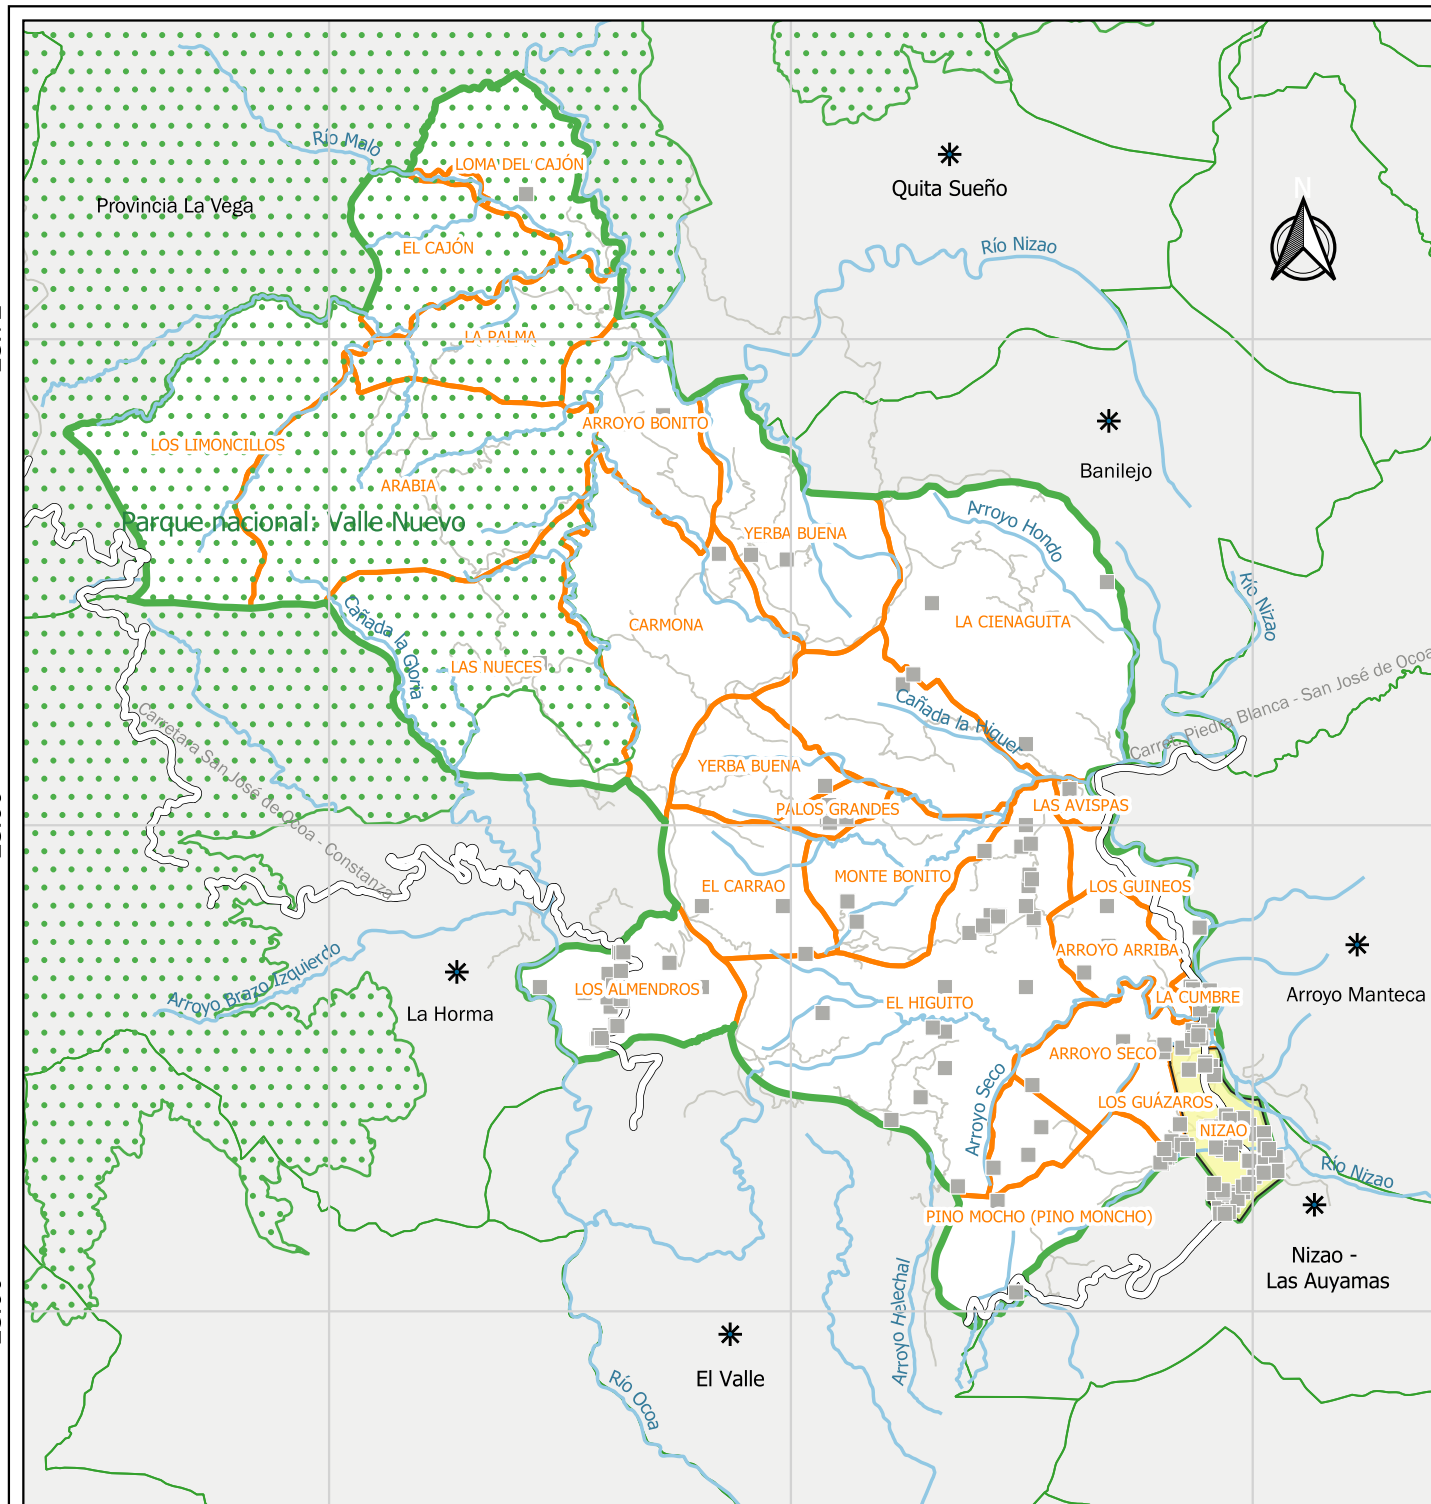 N
Río Malo
LOMA DEL CAJÓN
Quita Sueño
Provincia La Vega
EL CAJÓN
Río Nizao
LA PALMA
ARROYO BONITO
LOS LIMONCILLOS
Banilejo
ARABIA
Parque nacional: Valle Nuevo
Arroyo Hondo
YERBA BUENA
Río Nizao
Cañada la Gloria
CARMONA
LA CIENAGUITA
LAS NUECES
Carretara San José de Ocoa - Constanza
Cañada la Higuer
Carret. Piedra Blanca - San José de Ocoa
YERBA BUENA
PALOS GRANDES
LAS AVISPAS
EL CARRAO
MONTE BONITO
LOS GUINEOS
ARROYO ARRIBA
Arroyo Brazo Izquierdo
LOS ALMENDROS
LA CUMBRE
Arroyo Manteca
La Horma
EL HIGUITO
ARROYO SECO
Arroyo Seco
LOS GUÁZAROS
NIZAO
Río Nizao
PINO MOCHO (PINO MONCHO)
Nizao -
Las Auyamas
Arroyo Helechal
El Valle
Río Ocoa